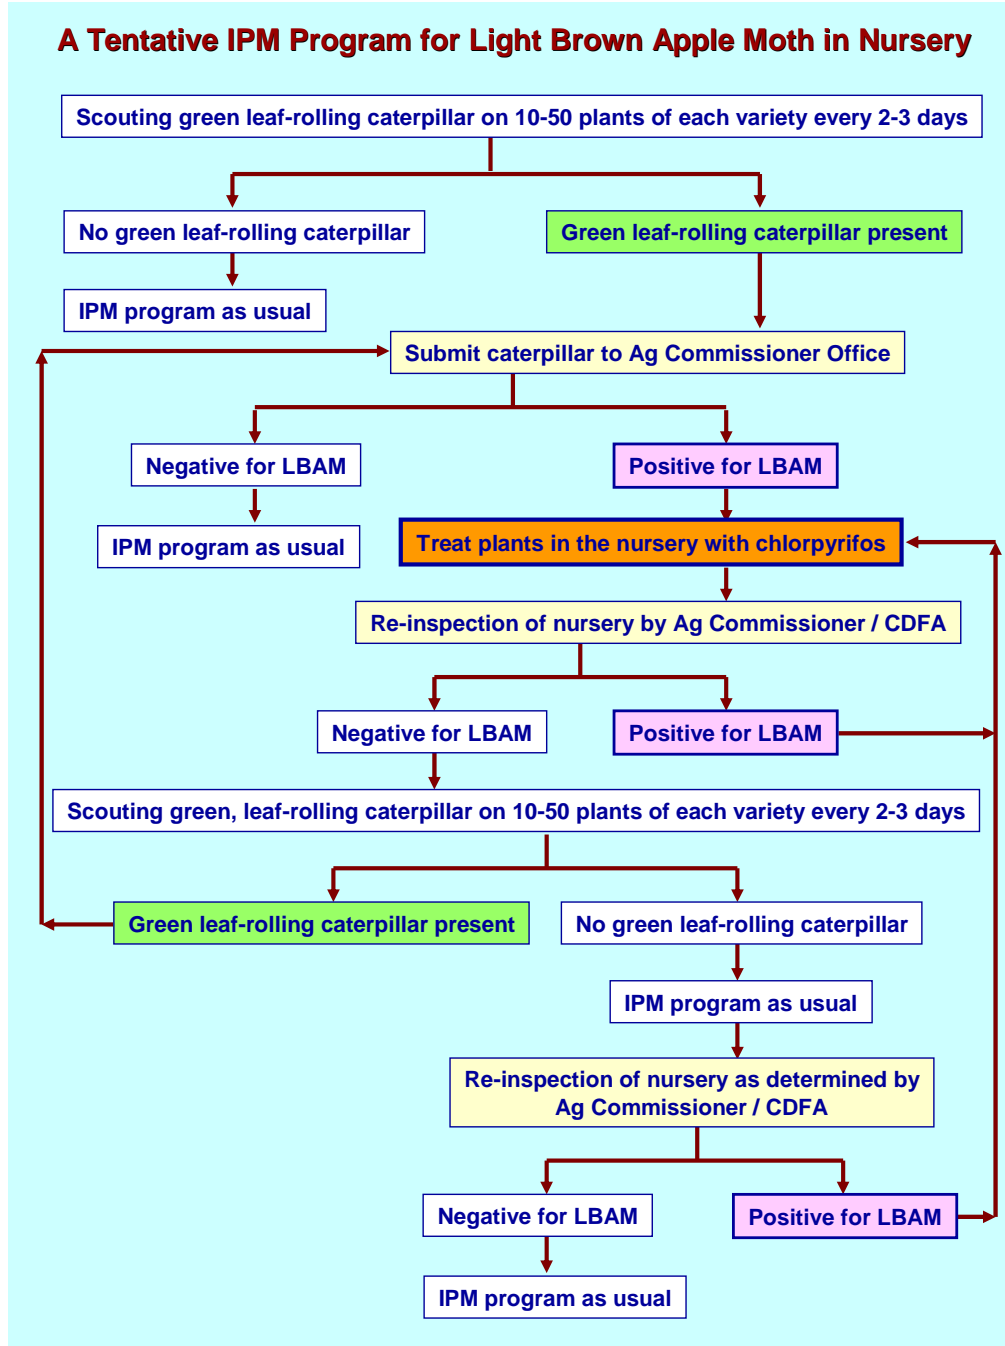 A Tentative IPM Program for Light Brown Apple Moth in Nursery
Scouting green leaf-rolling caterpillar on 10-50 plants of each variety every 2-3 days
No green leaf-rolling caterpillar
Green leaf-rolling caterpillar present
IPM program as usual
Submit caterpillar to Ag Commissioner Office
Negative for LBAM
Positive for LBAM
IPM program as usual
Treat plants in the nursery with chlorpyrifos
Re-inspection of nursery by Ag Commissioner / CDFA
Negative for LBAM
Positive for LBAM
Scouting green, leaf-rolling caterpillar on 10-50 plants of each variety every 2-3 days
Green leaf-rolling caterpillar present
No green leaf-rolling caterpillar
IPM program as usual
Re-inspection of nursery as determined by
Ag Commissioner / CDFA
Negative for LBAM
Positive for LBAM
IPM program as usual